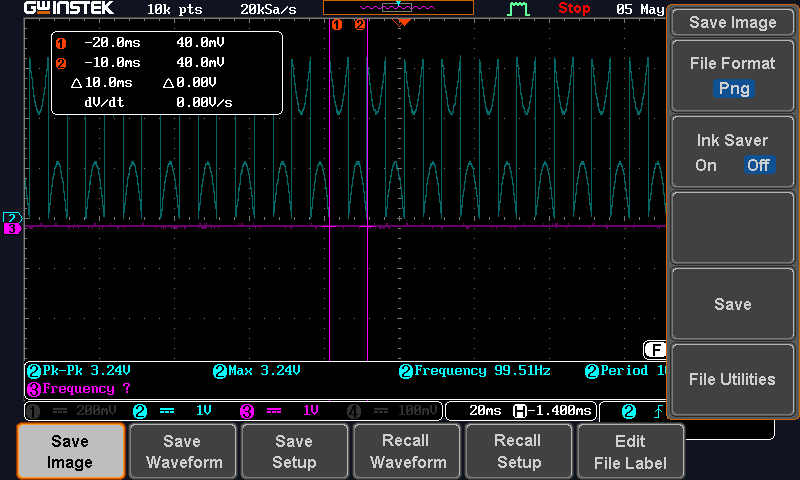 GWINSTEK 10k pts 20kSa/s Stop 05 May
1 2
1 -20.0ms 40.0mV
2 -10.0ms 40.0mV
△10.0ms △0.00V
dV/dt 0.00V/s
2
3
F
2 Pk-Pk 3.24V 2 Max 3.24V 2 Frequency 99.51Hz 2 Period 1
3 Frequency ?
1 200mV 2 1V 3 1V 4 100mV 20ms H -1.400ms 2
Save Image
File Format
Png
Ink Saver
On Off
Save
File Utilities
Save
Image
Save
Waveform
Save
Setup
Recall
Waveform
Recall
Setup
Edit
File Label